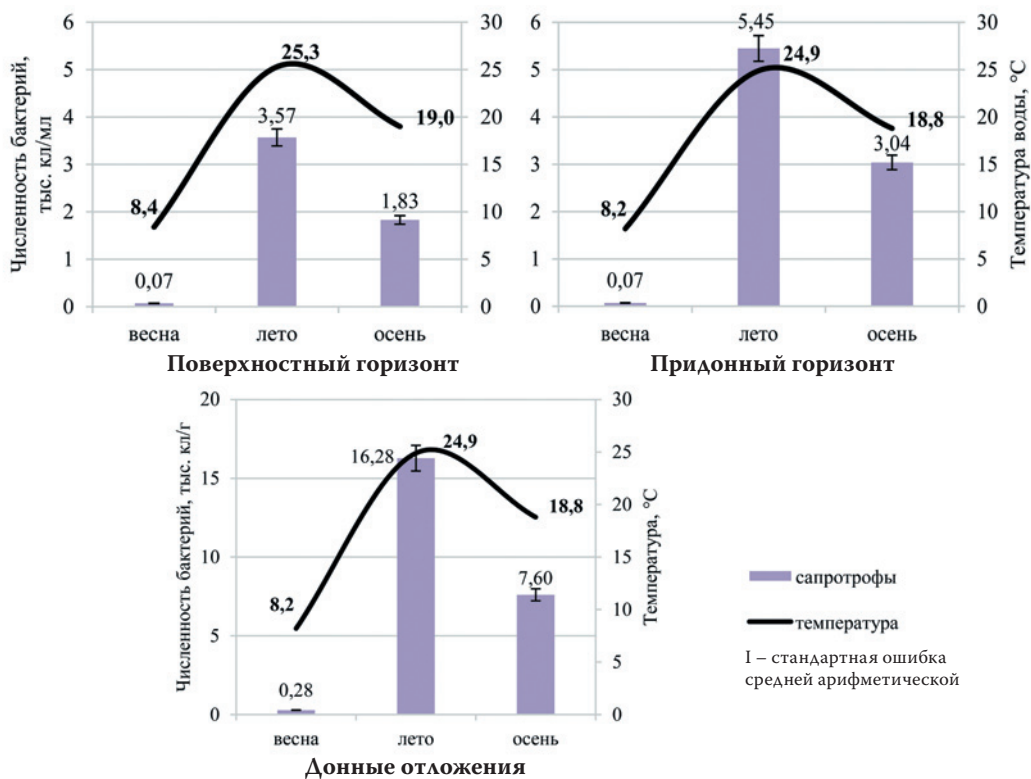 Численность бактерий,
тыс. кл/мл
6
5
4
3
2
1
0
30
25
20
15
10
5
0
8,4
25,3
19,0
0,07
3,57
1,83
весна
лето
осень
Поверхностный горизонт
6
5
4
3
2
1
0
30
25
20
15
10
5
0
Температура воды, °С
8,2
24,9
18,8
0,07
5,45
3,04
весна
лето
осень
Придонный горизонт
Численность бактерий, тыс. кл/г
20
15
10
5
0
30
25
20
15
10
5
0
Температура, °С
8,2
24,9
18,8
0,28
16,28
7,60
весна
лето
осень
Донные отложения
сапротрофы
температура
I – стандартная ошибка
средней арифметической